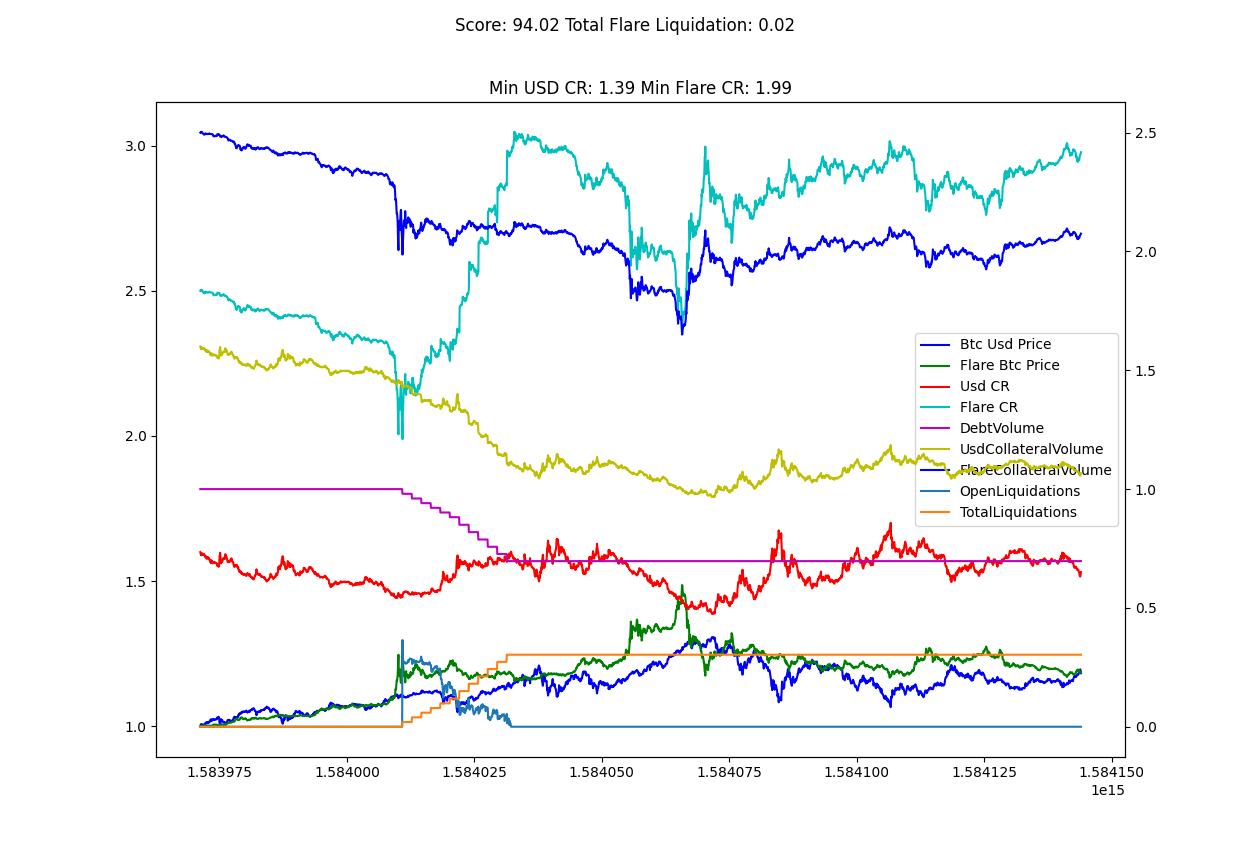 Score: 94.02 Total Flare Liquidation: 0.02
Min USD CR: 1.39 Min Flare CR: 1.99
3.0
2.5
2.0
1.5
1.0
2.5
2.0
1.5
1.0
0.5
0.0
Btc Usd Price
Flare Btc Price
Usd CR
Flare CR
DebtVolume
UsdCollateralVolume
FlareCollateralVolume
OpenLiquidations
TotalLiquidations
1.583975 1.584000 1.584025 1.584050 1.584075 1.584100 1.584125 1.584150
1e15